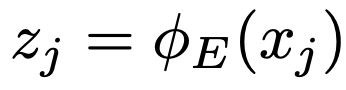 $z_j = \phi_E(x_j)$